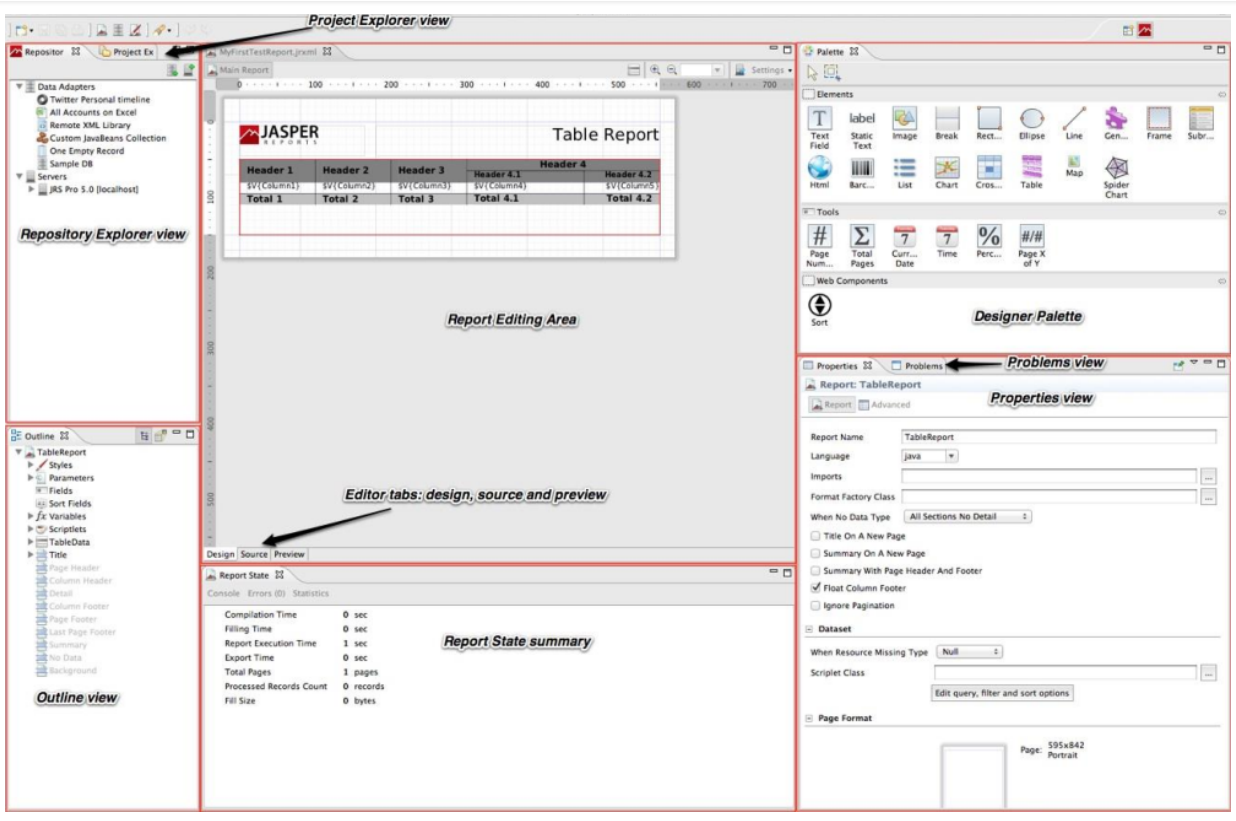 Project Explorer view
Repositor
Project Ex
Data Adapters
Twitter Personal timeline
All Accounts on Excel
Remote XML Library
Custom JavaBeans Collection
One Empty Record
Sample DB
Servers
JRS Pro 5.0 [localhost]
Repository Explorer view
Outline
TableReport
Styles
Parameters
Fields
Sort Fields
fx Variables
Scriptlets
TableData
Title
Page Header
Column Header
Detail
Column Footer
Page Footer
Last Page Footer
Summary
No Data
Background
Outline view
MyFirstTestReport.jrxml
Main Report
Settings
0 100 200 300 400 500 600 700
0
100
200
300
400
500
JASPER
REPORTS
Table Report
Header 1 Header 2 Header 3 Header 4
Header 4.1 Header 4.2
$V{Column1} $V{Column2} $V{Column3} $V{Column4} $V{Column5}
Total 1 Total 2 Total 3 Total 4.1 Total 4.2
Report Editing Area
Editor tabs: design, source and preview
Design Source Preview
Report State
Console Errors (0) Statistics
Compilation Time 0 sec
Filling Time 0 sec
Report Execution Time 1 sec
Export Time 0 sec
Total Pages 1 pages
Processed Records Count 0 records
Fill Size 0 bytes
Report State summary
Palette
Elements
T label
Text Field
Static Text
Image
Break
Rect...
Ellipse
Line
Gen...
Frame
Subr...
Html
Barc...
List
Chart
Cros...
Table
Map
Spider Chart
Tools
# Σ 7 7 % #/#
Page Num...
Total Pages
Curr... Date
Time
Perc...
Page X of Y
Web Components
Sort
Designer Palette
Properties
Problems
Problems view
Report: TableReport
Report Advanced
Properties view
Report Name TableReport
Language java
Imports ...
Format Factory Class ...
When No Data Type All Sections No Detail
Title On A New Page
Summary On A New Page
Summary With Page Header And Footer
Float Column Footer
Ignore Pagination
Dataset
When Resource Missing Type Null
Scriplet Class ...
Edit query, filter and sort options
Page Format
Page: 595x842
Portrait